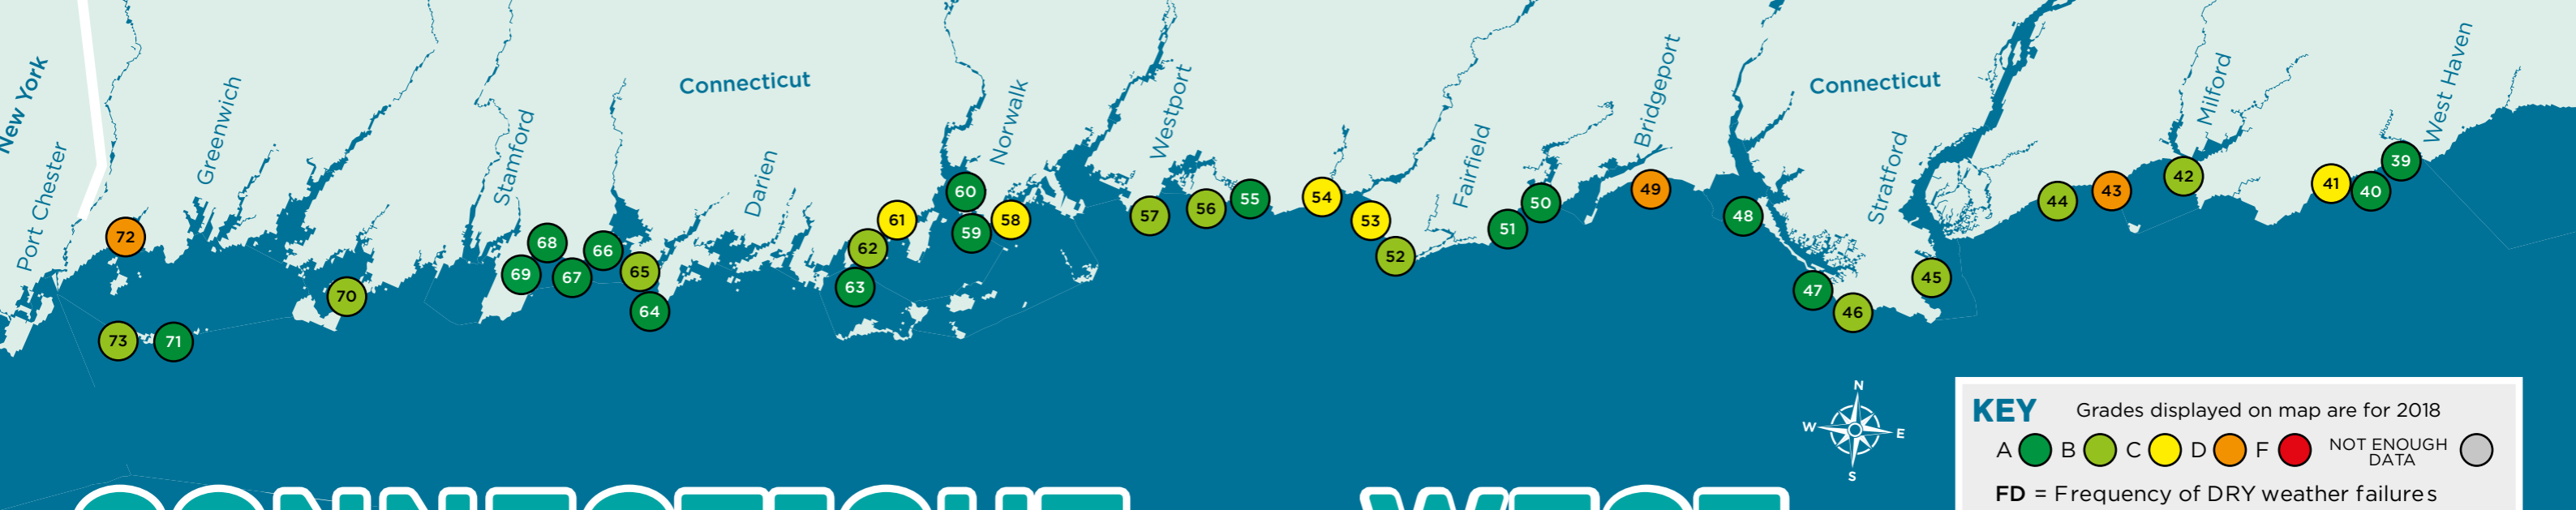 New York
Port Chester
Greenwich
Stamford
Connecticut
Darien
Norwalk
Westport
Fairfield
Bridgeport
Connecticut
Stratford
Milford
West Haven
72
73
71
70
69
68
67
66
65
64
63
62
61
60
59
58
57
56
55
54
53
52
51
50
49
48
47
46
45
44
43
42
41
40
39
N
W
E
S
KEY Grades displayed on map are for 2018
A B C D F NOT ENOUGH
DATA
FD = Frequency of DRY weather failures
CONNECTICUT WEST